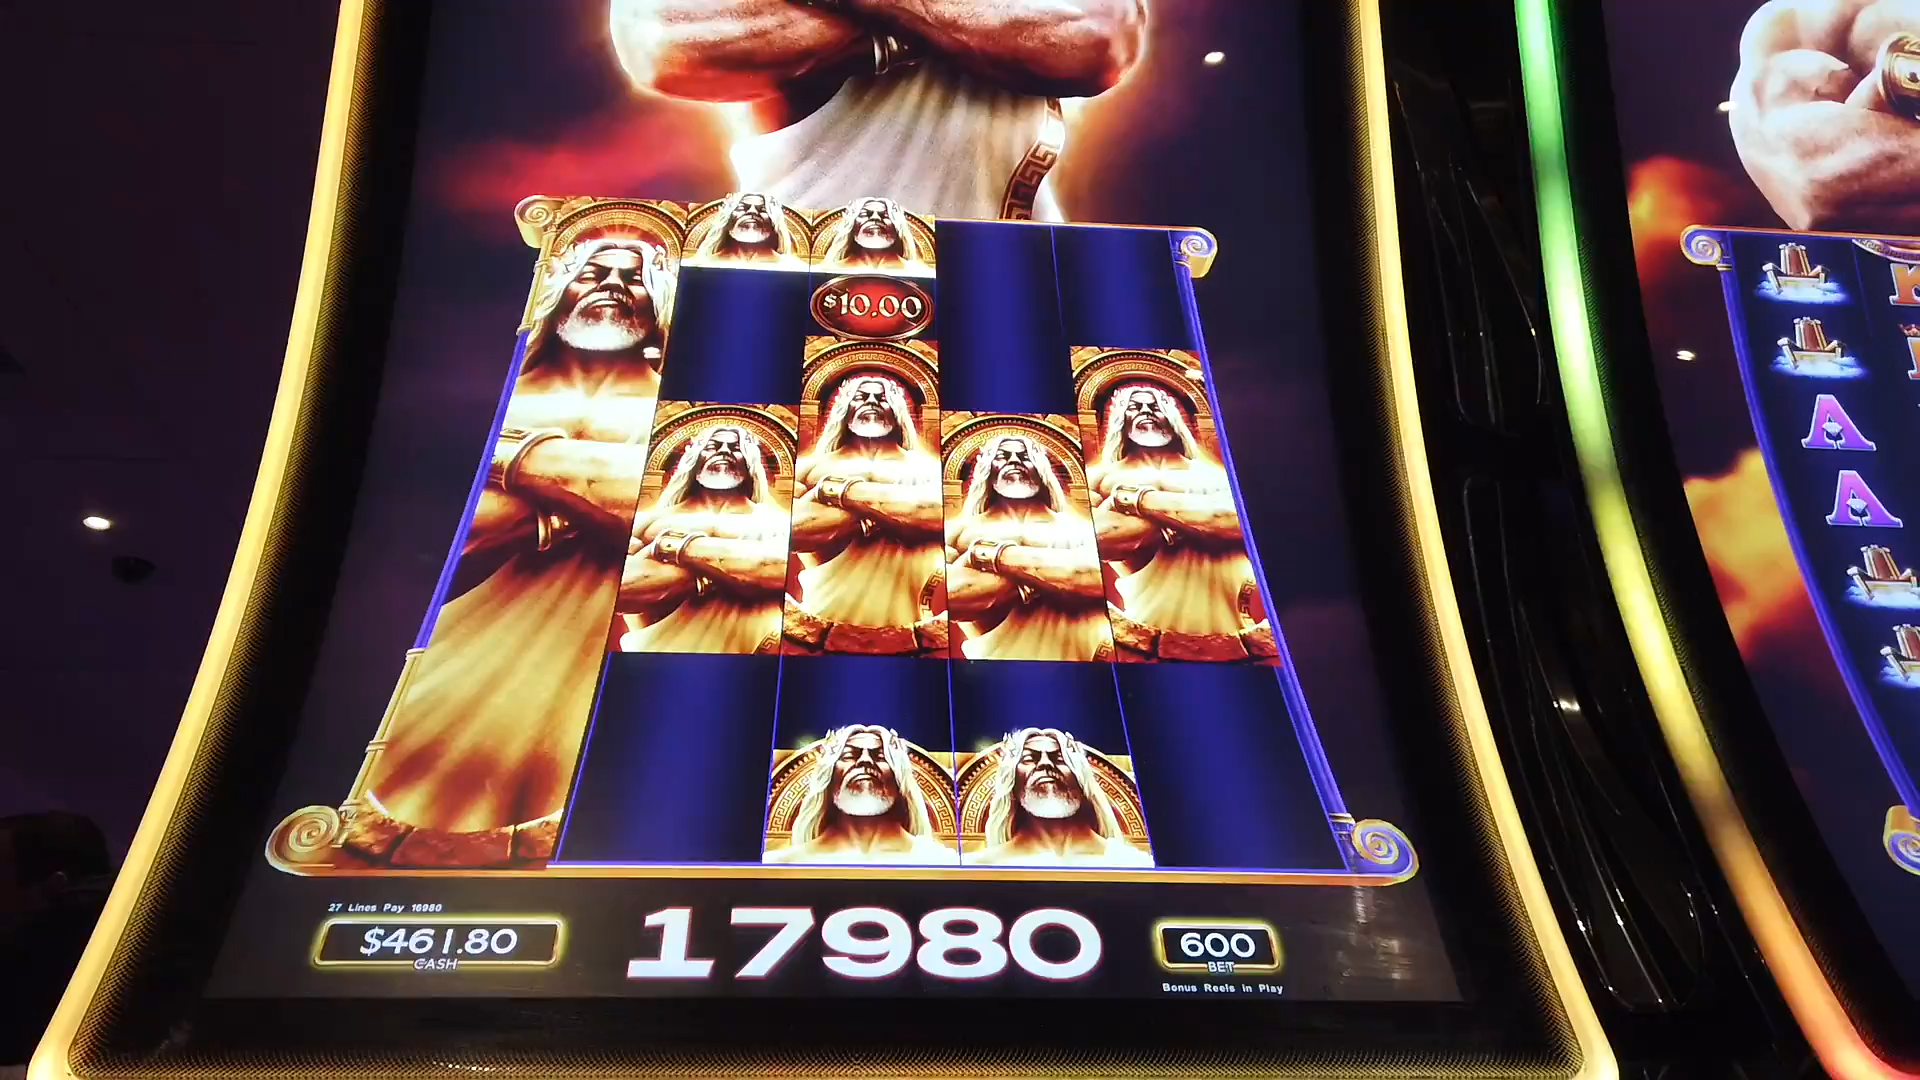 $10.00
A
A
27 Lines Pay 16980
$461.80
CASH
17980
600
BET
Bonus Reels in Play